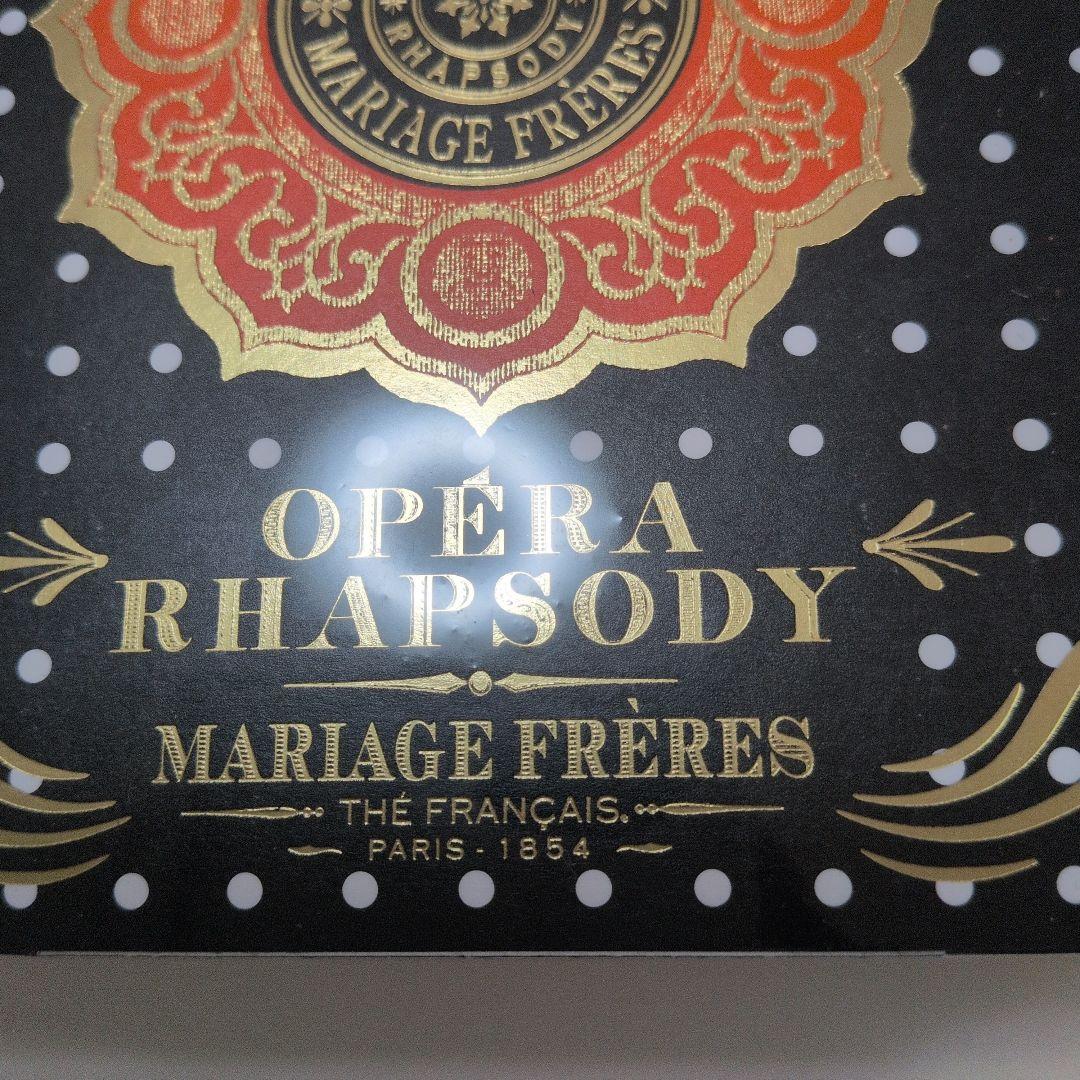 RHAPSODY
MARIAGE FRÈRES
OPÉRA
RHAPSODY
MARIAGE FRÈRES
THÉ FRANÇAIS.
PARIS - 1854